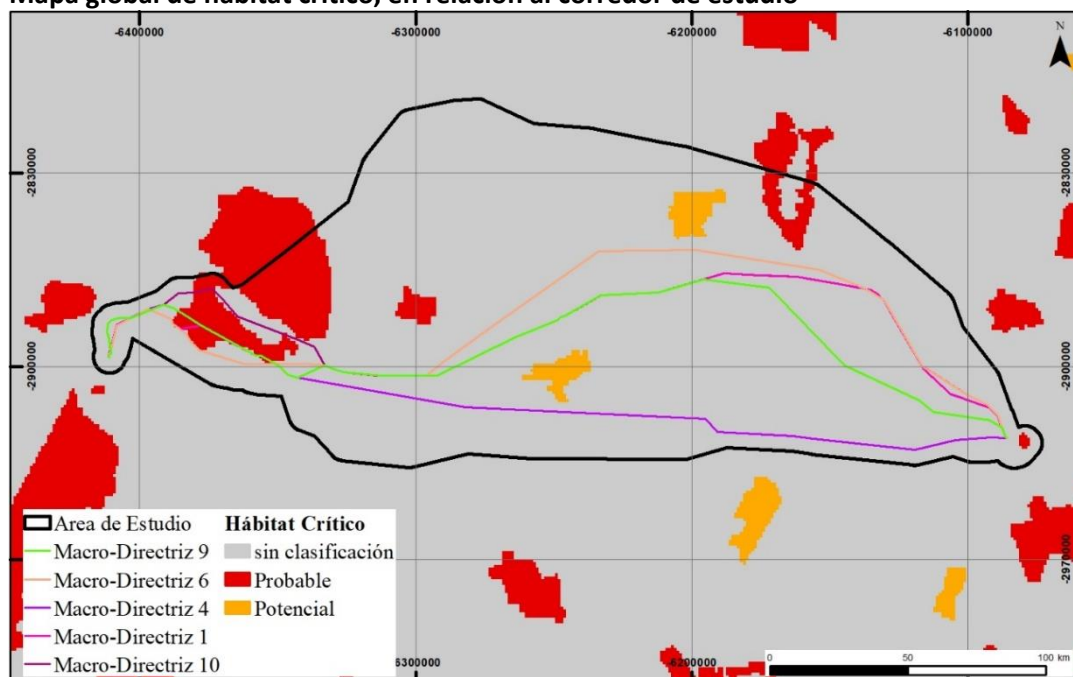 Mapa global de hábitat crítico, en relación al corredor de estudio
-6400000 -6300000 -6200000 -6100000
N
-2830000 -2830000
-2900000 -2900000
-2970000 -2970000
Area de Estudio
Macro-Directriz 9
Macro-Directriz 6
Macro-Directriz 4
Macro-Directriz 1
Macro-Directriz 10
Hábitat Crítico
sin clasificación
Probable
Potencial
-6300000 -6200000
0 50 100 km